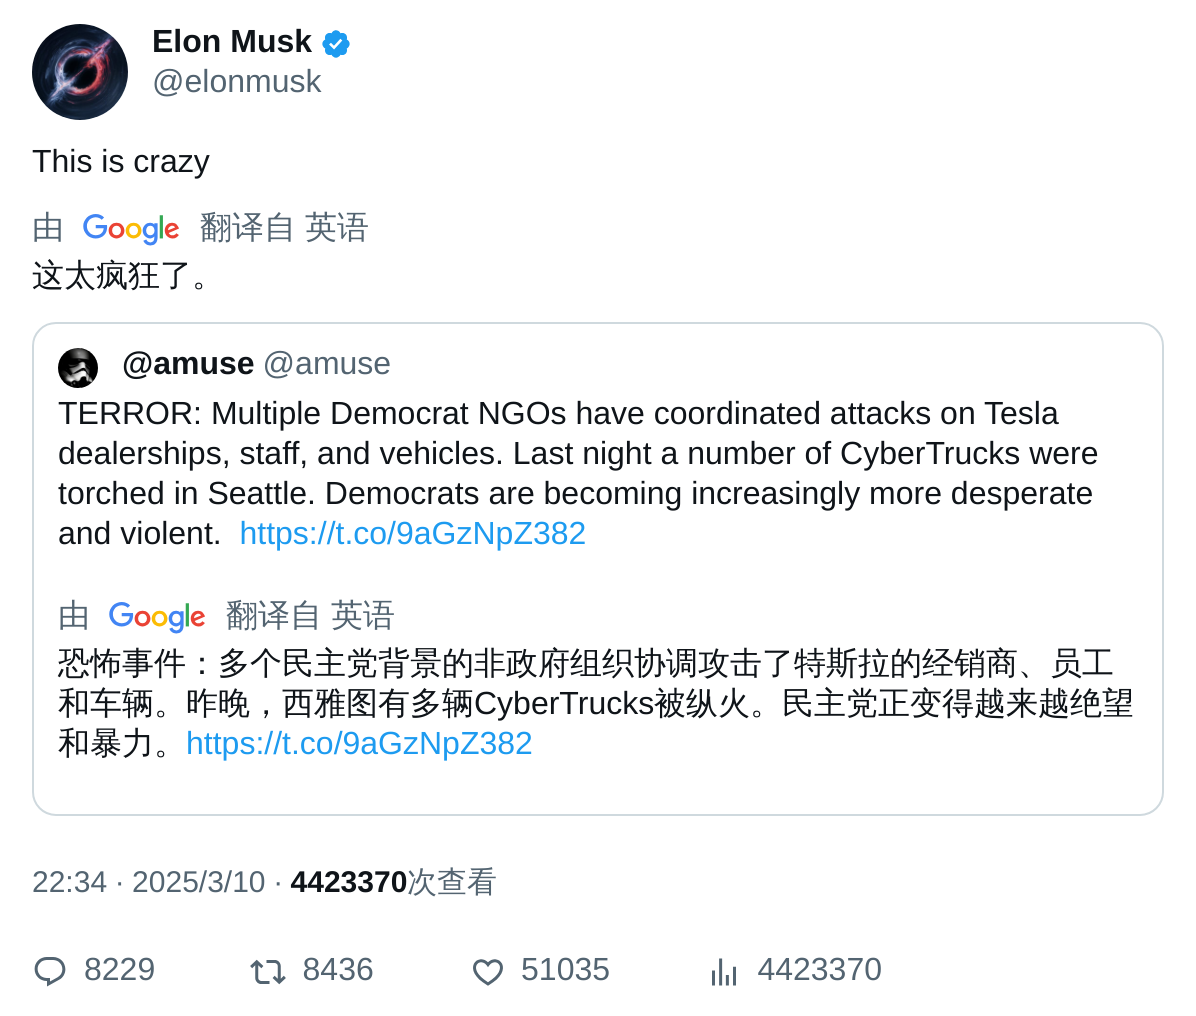 Elon Musk
@elonmusk
This is crazy
由 Google 翻译自 英语
这太疯狂了。
@amuse @amuse
TERROR: Multiple Democrat NGOs have coordinated attacks on Tesla
dealerships, staff, and vehicles. Last night a number of CyberTrucks were
torched in Seattle. Democrats are becoming increasingly more desperate
and violent. https://t.co/9aGzNpZ382
由 Google 翻译自 英语
恐怖事件：多个民主党背景的非政府组织协调攻击了特斯拉的经销商、员工
和车辆。昨晚，西雅图有多辆CyberTrucks被纵火。民主党正变得越来越绝望
和暴力。https://t.co/9aGzNpZ382
22:34 · 2025/3/10 · 4423370次查看
8229 8436 51035 4423370